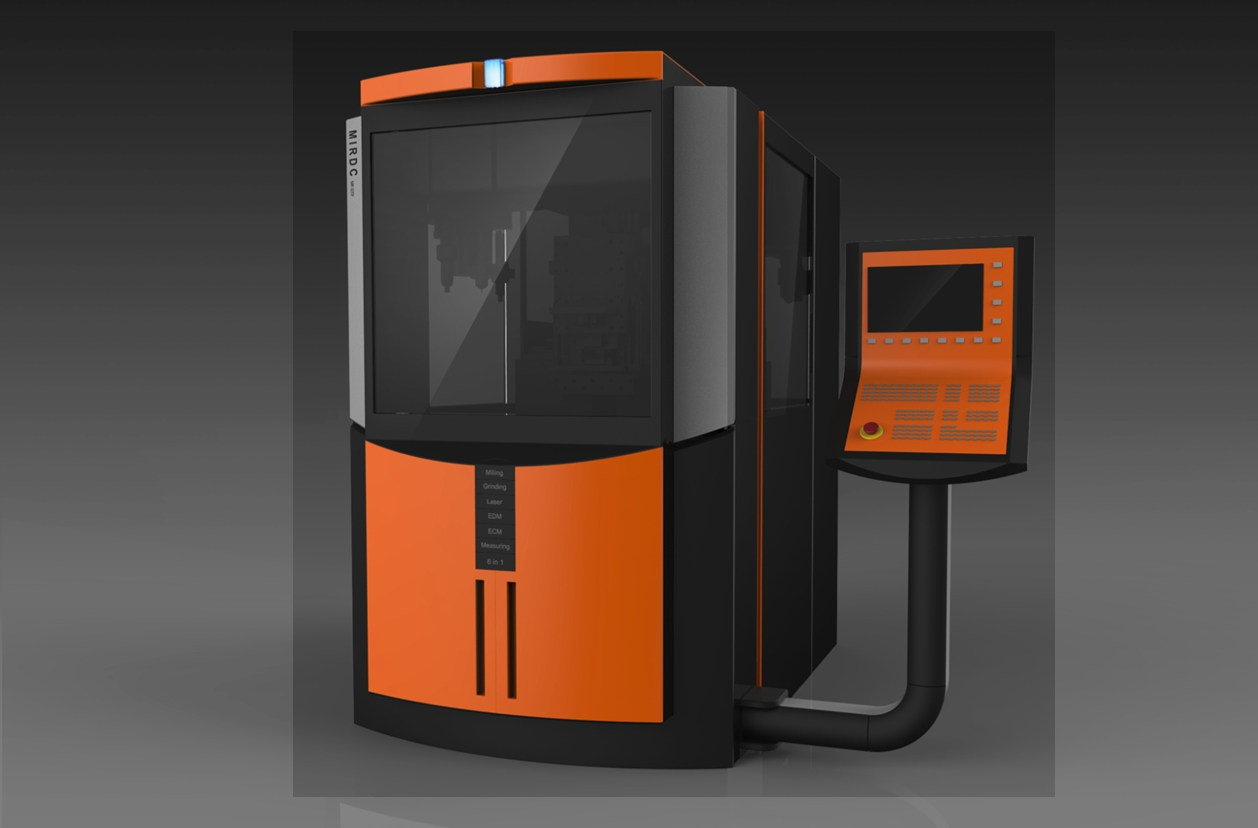 MIRDC
Milling
Grinding
Laser
EDM
ECM
Measuring
6 in 1